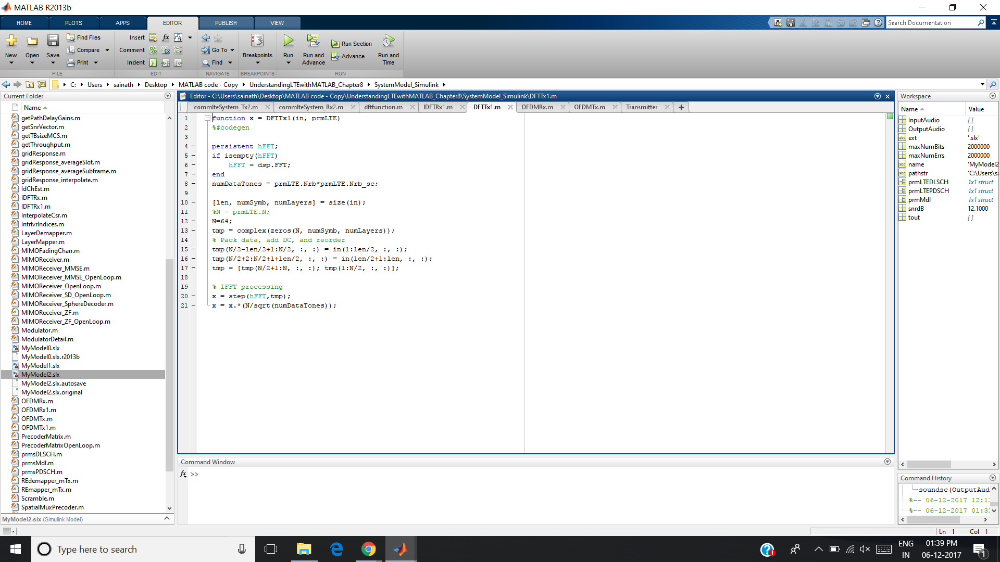 MATLAB R2013b
HOME PLOTS APPS EDITOR PUBLISH VIEW
Search Documentation
New Open Save Find Files Compare Print
Insert Comment Indent
Go To Find
Breakpoints
Run Run and Advance Run Section Advance Run and Time
FILE EDIT NAVIGATE BREAKPOINTS RUN
C: Users sainath Desktop MATLAB code - Copy UnderstandingLTEwithMATLAB_Chapter8 SystemModel_Simulink
Current Folder
Name
getPathDelayGains.m
getSnrVector.m
getTBsizeMCS.m
getThroughput.m
gridResponse.m
gridResponse_averageSlot.m
gridResponse_averageSubframe.m
gridResponse_interpolate.m
IdChEst.m
IDFTRx.m
IDFTRx1.m
InterpolateCsr.m
IntrlvrIndices.m
LayerDemapper.m
LayerMapper.m
MIMOFadingChan.m
MIMOReceiver.m
MIMOReceiver_MMSE.m
MIMOReceiver_MMSE_OpenLoop.m
MIMOReceiver_OpenLoop.m
MIMOReceiver_SD_OpenLoop.m
MIMOReceiver_SphereDecoder.m
MIMOReceiver_ZF.m
MIMOReceiver_ZF_OpenLoop.m
Modulator.m
ModulatorDetail.m
MyModel0.slx
MyModel0.slx.r2013b
MyModel1.slx
MyModel2.slx
MyModel2.slx.autosave
MyModel2.slx.original
OFDMRx.m
OFDMRx1.m
OFDMTx.m
OFDMTx1.m
PrecoderMatrix.m
PrecoderMatrixOpenLoop.m
prmsDLSCH.m
prmsMdl.m
prmsPDSCH.m
REdemapper_mTx.m
REmapper_mTx.m
Scramble.m
SpatialMuxPrecoder.m
MyModel2.slx (Simulink Model)
Editor - C:\Users\sainath\Desktop\MATLAB code - Copy\UnderstandingLTEwithMATLAB_Chapter8\SystemModel_Simulink\DFTTx1.m
commlteSystem_Tx2.m commlteSystem_Rx2.m dftfunction.m IDFTRx1.m DFTTx1.m OFDMRx.m OFDMTx.m Transmitter
1 function x = DFTTx1(in, prmLTE)
2 %#codegen
3
4 persistent hFFT;
5 if isempty(hFFT)
6 hFFT = dsp.FFT;
7 end
8 numDataTones = prmLTE.Nrb*prmLTE.Nrb_sc;
9
10 [len, numSymb, numLayers] = size(in);
11 %N = prmLTE.N;
12 N=64;
13 tmp = complex(zeros(N, numSymb, numLayers));
14 % Pack data, add DC, and reorder
15 tmp(N/2-len/2+1:N/2, :, :) = in(1:len/2, :, :);
16 tmp(N/2+2:N/2+1+len/2, :, :) = in(len/2+1:len, :, :);
17 tmp = [tmp(N/2+1:N, :, :); tmp(1:N/2, :, :)];
18
19 % IFFT processing
20 x = step(hFFT,tmp);
21 x = x.*(N/sqrt(numDataTones));
Command Window
fx >>
Workspace
Name Value
InputAudio []
OutputAudio []
ext '.slx'
maxNumBits 2000000
maxNumErrs 2000000
name 'MyModel2
pathstr 'C:\Users\sa
prmLTEDLSCH 1x1 struct
prmLTEPDSCH 1x1 struct
prmMdl 1x1 struct
snrdB 12.1000
tout []
Command History
soundsc(OutputAud
%-- 06-12-2017 12:1
%-- 06-12-2017 01:3
Ln 1 Col 1
Type here to search
ENG
IN
01:39 PM
06-12-2017
1